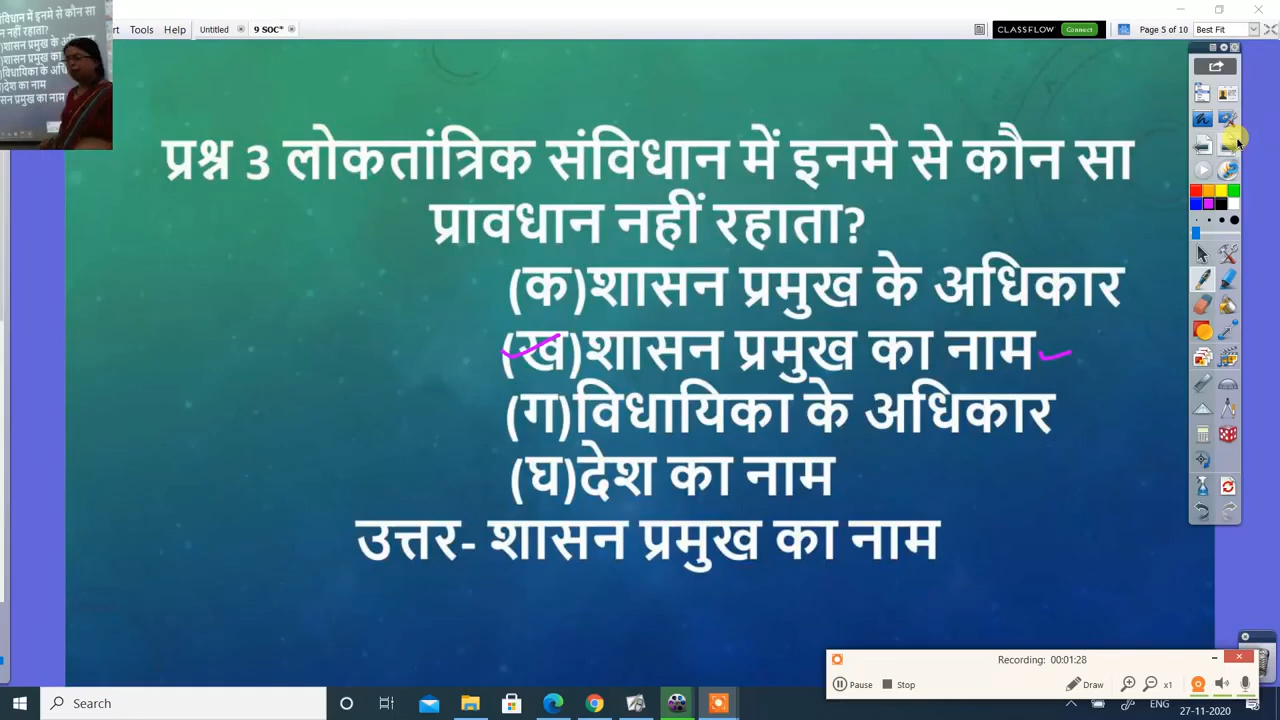 Tools Help Untitled 9 SOC* CLASSFLOW Connect Page 5 of 10 Best Fit
प्रश्न 3 लोकतांत्रिव संविधान में इनमे से कौन सा
प्रावधान नहीं रहाता?
(क)शासन प्रमुख के अधिकार
(ख)शासन प्रमुख का नाम
(ग)विधायिका के अधिकार
(घ)देश का नाम
उत्तर- शासन प्रमुख का नाम
Recording: 00:01:28
Pause Stop Draw x1
Search
ENG
27-11-2020